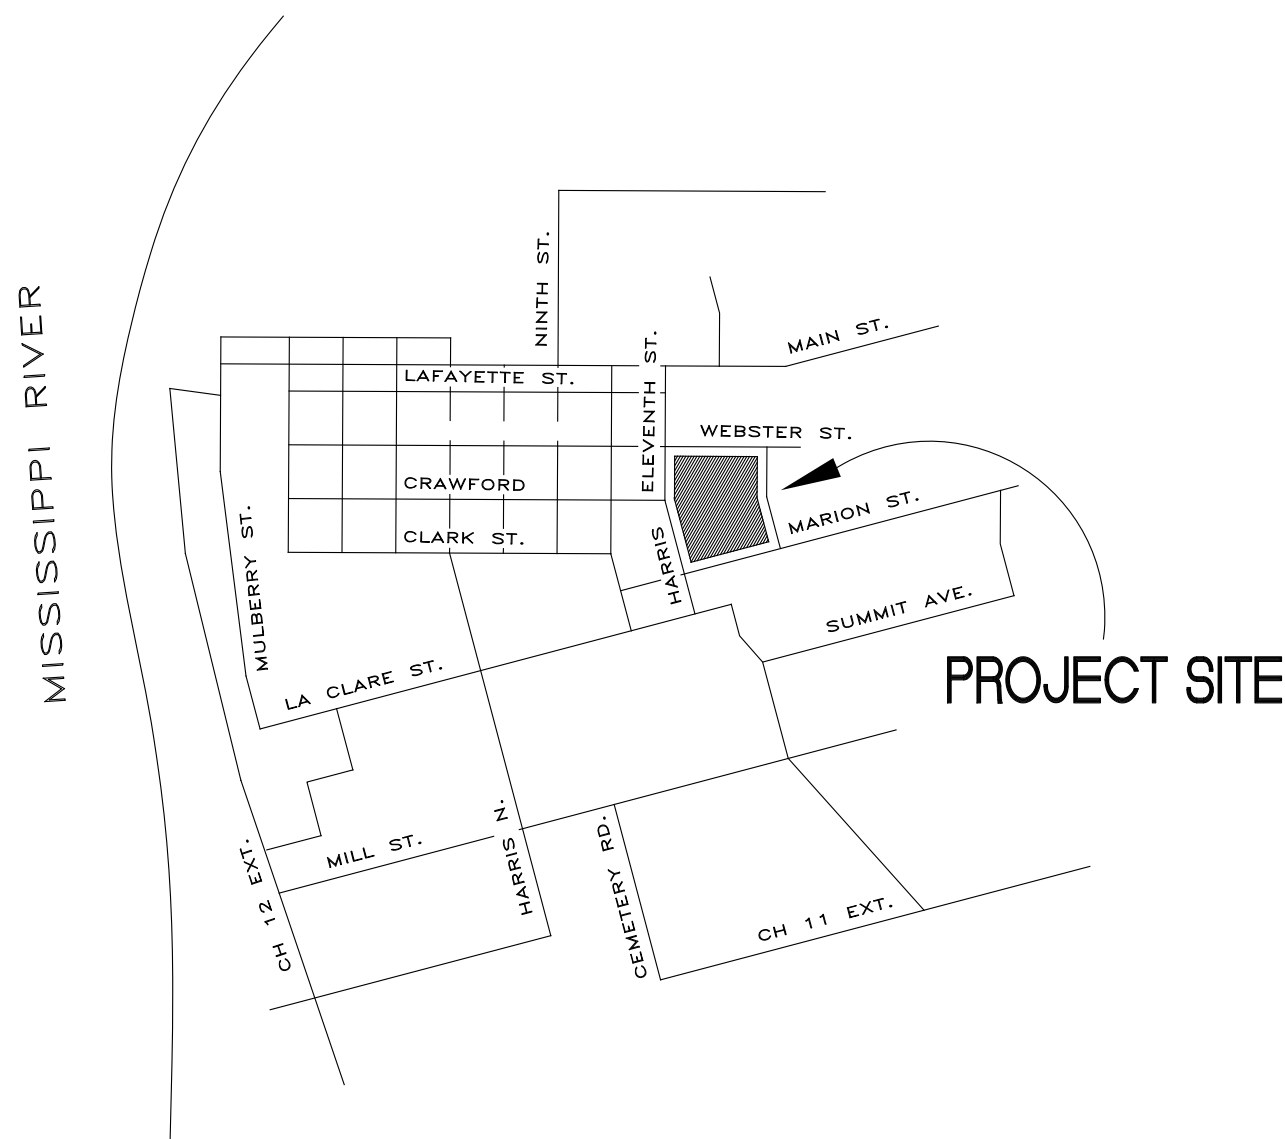 MISSISSIPPI RIVER
NINTH ST.
ELEVENTH ST.
MAIN ST.
LAFAYETTE ST.
WEBSTER ST.
CRAWFORD
CLARK ST.
MULBERRY ST.
HARRIS
MARION ST.
SUMMIT AVE.
PROJECT SITE
LA CLARE ST.
MILL ST.
HARRIS N.
CEMETERY RD.
CH 12 EXT.
CH 11 EXT.